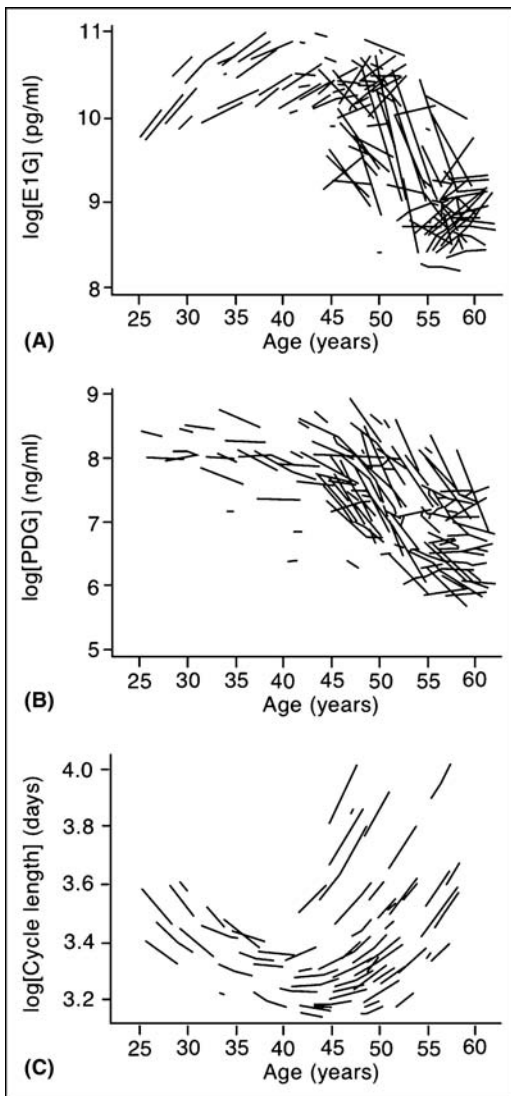 11
10
9
8
log[E1G] (pg/ml)
25 30 35 40 45 50 55 60
Age (years)
(A)
9
8
7
6
5
log[PDG] (ng/ml)
25 30 35 40 45 50 55 60
Age (years)
(B)
4.0
3.8
3.6
3.4
3.2
log[Cycle length] (days)
25 30 35 40 45 50 55 60
Age (years)
(C)